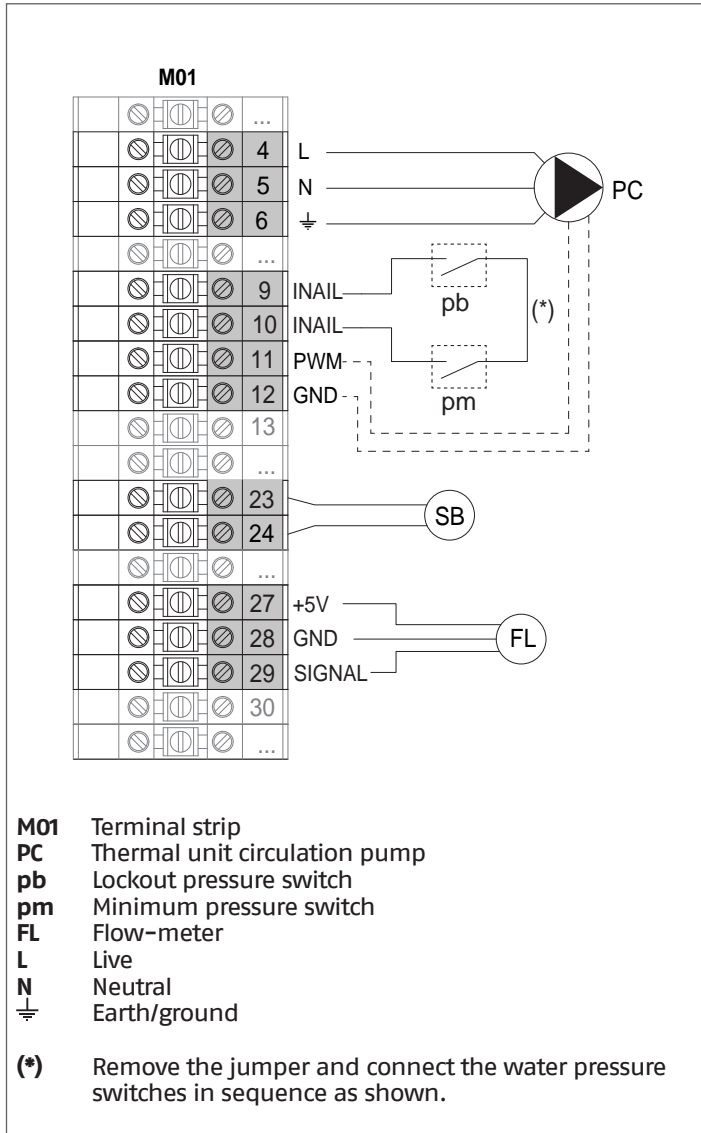 M01
...
4 L
5 N PC
6
...
9 INAIL
pb (*)
10 INAIL
11 PWM
12 GND pm
13
...
23
SB
24
...
27 +5V
28 GND FL
29 SIGNAL
30
...
M01 Terminal strip
PC Thermal unit circulation pump
pb Lockout pressure switch
pm Minimum pressure switch
FL Flow-meter
L Live
N Neutral
⏚ Earth/ground
(*) Remove the jumper and connect the water pressure
switches in sequence as shown.